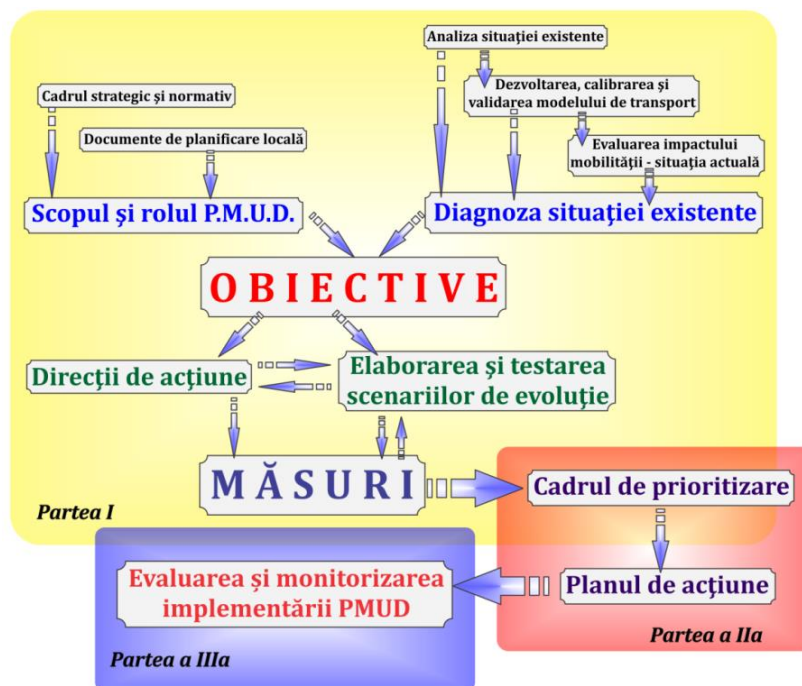 Analiza situației existente
Cadrul strategic și normativ
Dezvoltarea, calibrarea și
validarea modelului de transport
Documente de planificare locală
Evaluarea impactului
mobilității - situația actuală
Scopul și rolul P.M.U.D.
Diagnoza situației existente
O B I E C T I V E
Direcții de acțiune
Elaborarea și testarea
scenariilor de evoluție
M Ă S U R I
Cadrul de prioritizare
Partea I
Evaluarea și monitorizarea
implementării PMUD
Planul de acțiune
Partea a IIa
Partea a IIIa